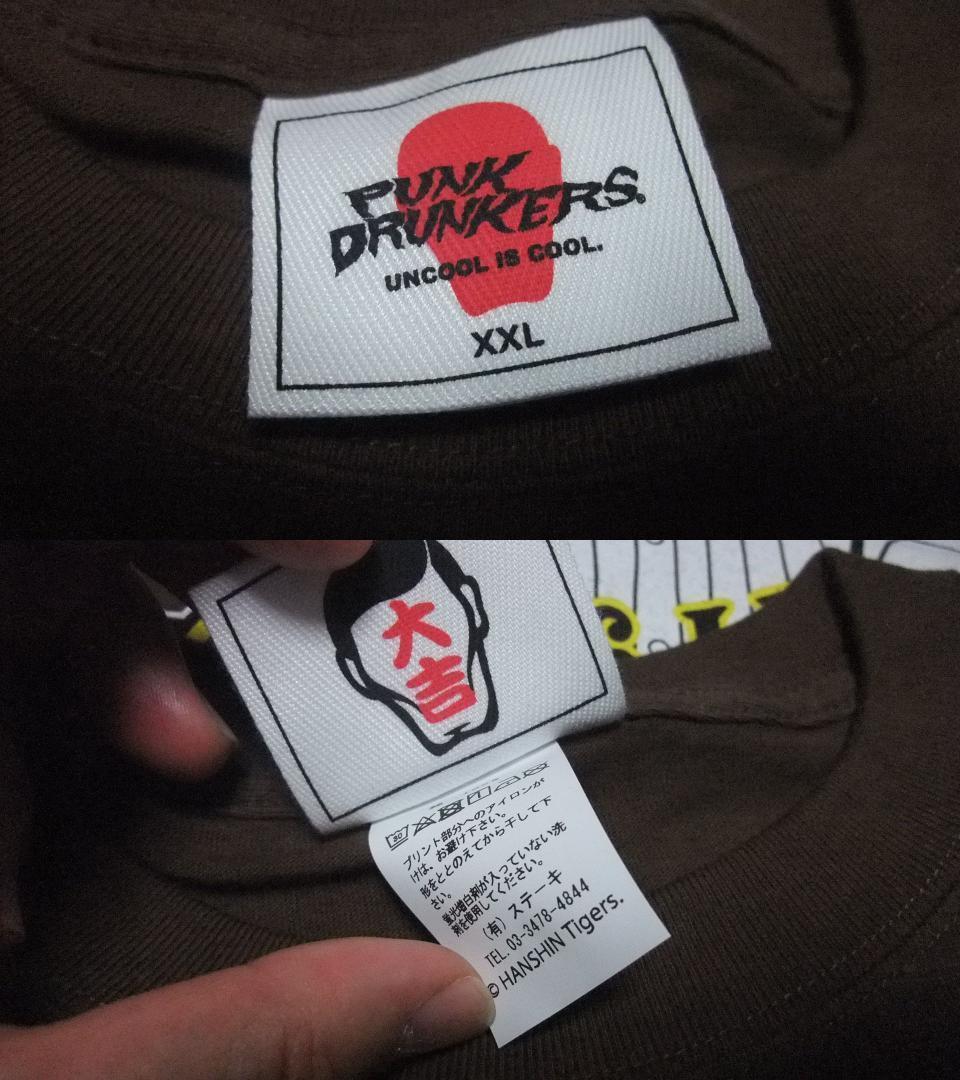 PUNK
DRUNKERS®
UNCOOL IS COOL.
XXL
大
吉
30
プリント部分へのアイロンが
けは、お避け下さい。
形をととのえてから干して下
さい。
蛍光増白剤が入っていない洗
剤を使用してください。
(有) ステーキ
TEL. 03-3478-4844
© HANSHIN Tigers.